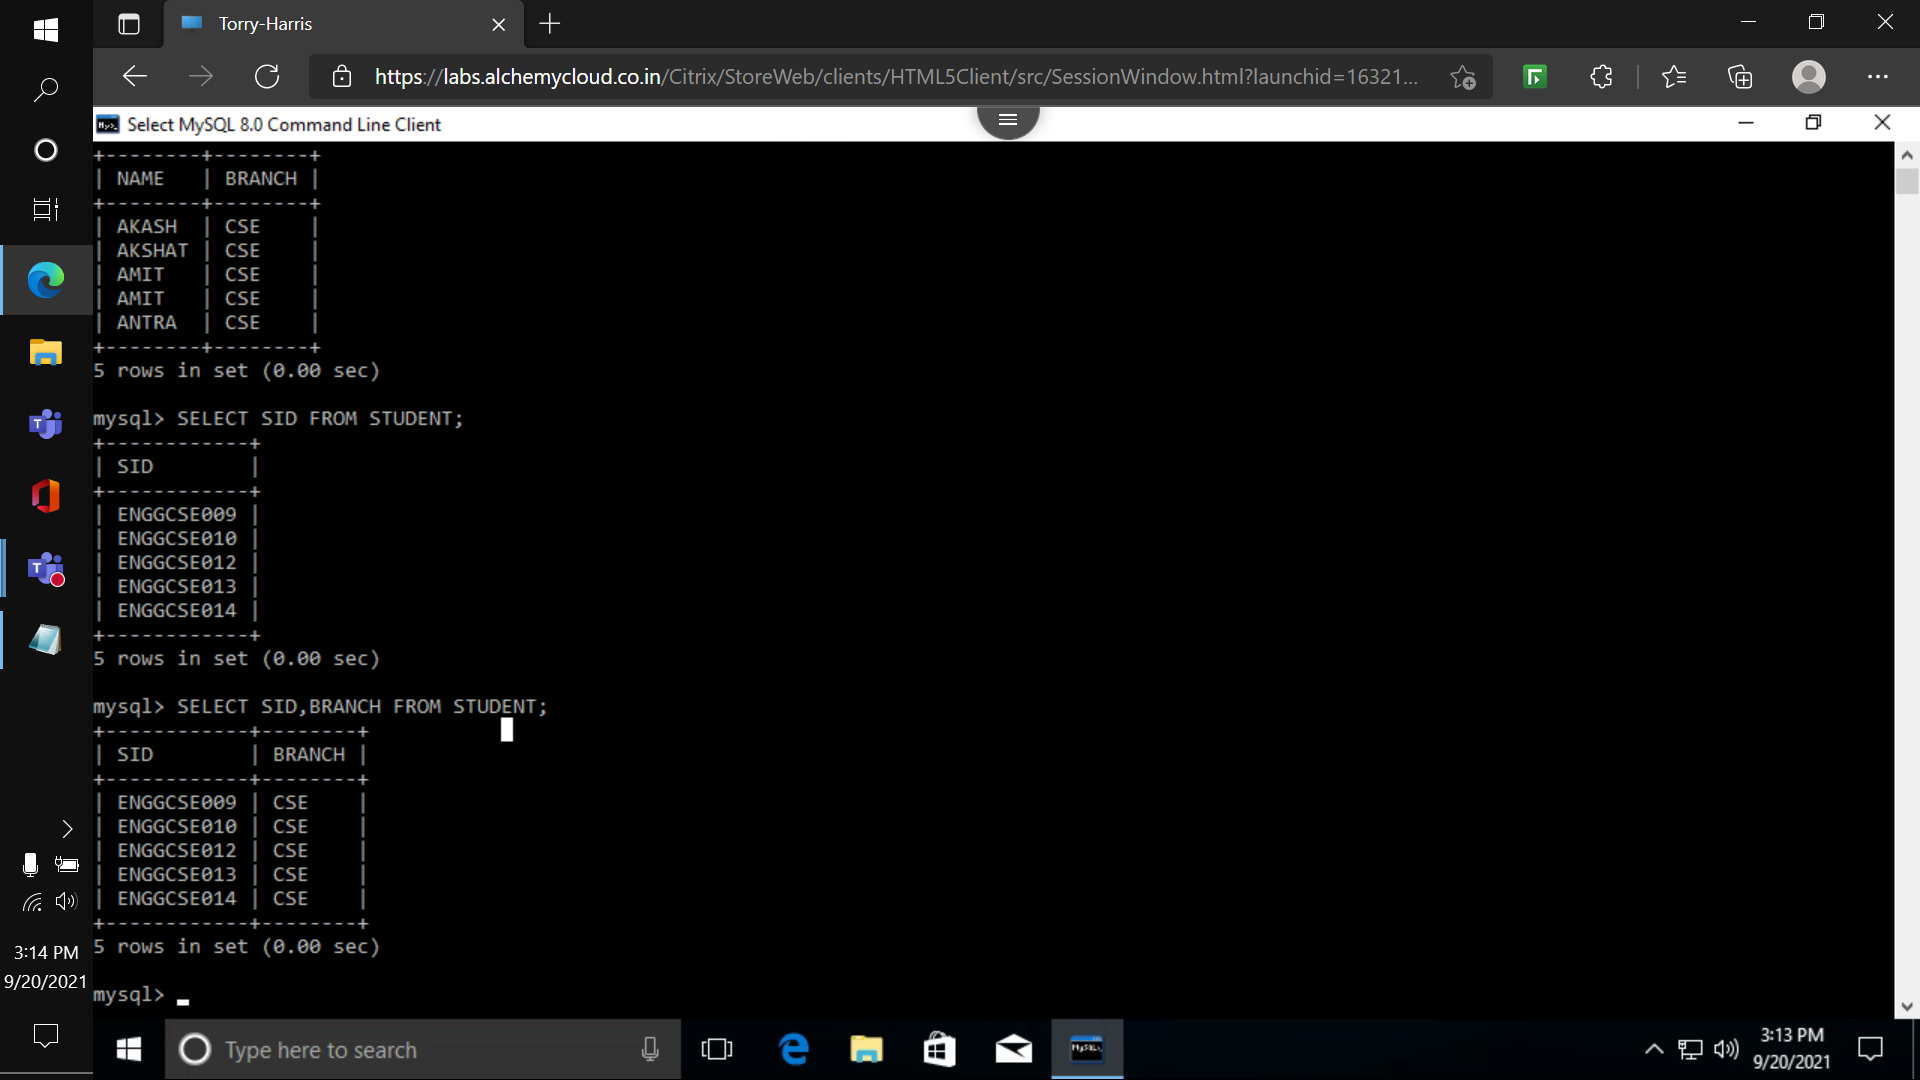 Torry-Harris
https://labs.alchemycloud.co.in/Citrix/StoreWeb/clients/HTML5Client/src/SessionWindow.html?launchid=16321...
Select MySQL 8.0 Command Line Client
+--------+--------+
| NAME   | BRANCH |
+--------+--------+
| AKASH  | CSE    |
| AKSHAT | CSE    |
| AMIT   | CSE    |
| AMIT   | CSE    |
| ANTRA  | CSE    |
+--------+--------+
5 rows in set (0.00 sec)
mysql> SELECT SID FROM STUDENT;
+------------+
| SID        |
+------------+
| ENGGCSE009 |
| ENGGCSE010 |
| ENGGCSE012 |
| ENGGCSE013 |
| ENGGCSE014 |
+------------+
5 rows in set (0.00 sec)
mysql> SELECT SID,BRANCH FROM STUDENT;
+------------+--------+
| SID        | BRANCH |
+------------+--------+
| ENGGCSE009 | CSE    |
| ENGGCSE010 | CSE    |
| ENGGCSE012 | CSE    |
| ENGGCSE013 | CSE    |
| ENGGCSE014 | CSE    |
+------------+--------+
5 rows in set (0.00 sec)
mysql>
3:14 PM
9/20/2021
Type here to search
3:13 PM
9/20/2021